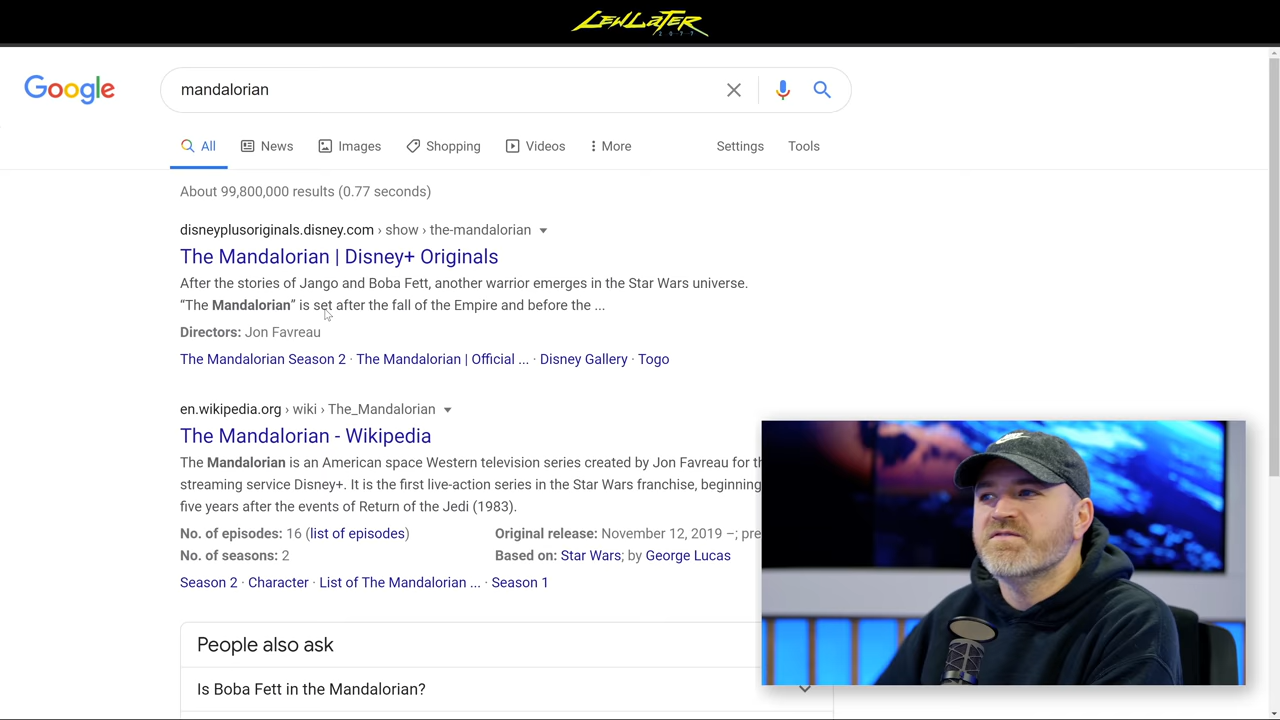 LEWLATER
2077
Google
mandalorian
All
News
Images
Shopping
Videos
More
Settings
Tools
About 99,800,000 results (0.77 seconds)
disneyplusoriginals.disney.com › show › the-mandalorian
The Mandalorian | Disney+ Originals
After the stories of Jango and Boba Fett, another warrior emerges in the Star Wars universe.
“The Mandalorian” is set after the fall of the Empire and before the ...
Directors: Jon Favreau
The Mandalorian Season 2 · The Mandalorian | Official ... · Disney Gallery · Togo
en.wikipedia.org › wiki › The_Mandalorian
The Mandalorian - Wikipedia
The Mandalorian is an American space Western television series created by Jon Favreau for th
streaming service Disney+. It is the first live-action series in the Star Wars franchise, beginning
five years after the events of Return of the Jedi (1983).
No. of episodes: 16 (list of episodes)
Original release: November 12, 2019 –; pre
No. of seasons: 2
Based on: Star Wars; by George Lucas
Season 2 · Character · List of The Mandalorian ... · Season 1
People also ask
Is Boba Fett in the Mandalorian?